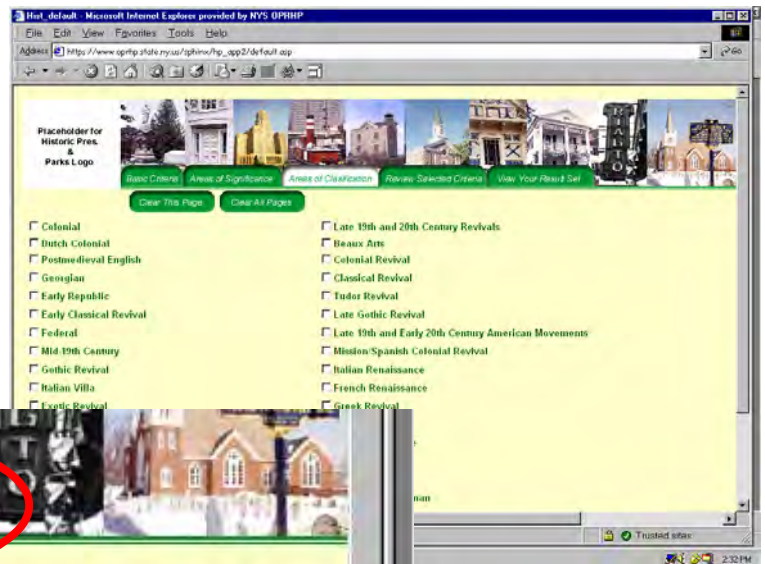 Hist_default - Microsoft Internet Explorer provided by NYS OPRHP
File Edit View Favorites Tools Help
Address https://www.oprhp.state.ny.us/sphinx/hp_app2/default.asp Go
Placeholder for
Historic Pres.
&
Parks Logo
RADIO
Basic Criteria Areas of Significance Areas of Clasification Review Selected Criteria View Your Result Set
Clear This Page Clear All Pages
Colonial
Dutch Colonial
Postmedieval English
Georgian
Early Republic
Early Classical Revival
Federal
Mid 19th Century
Gothic Revival
Italian Villa
Exotic Revival
Late 19th and 20th Century Revivals
Beaux Arts
Colonial Revival
Classical Revival
Tudor Revival
Late Gothic Revival
Late 19th and Early 20th Century American Movements
Mission/Spanish Colonial Revival
Italian Renaissance
French Renaissance
Greek Revival
Trusted sites
2:32 PM